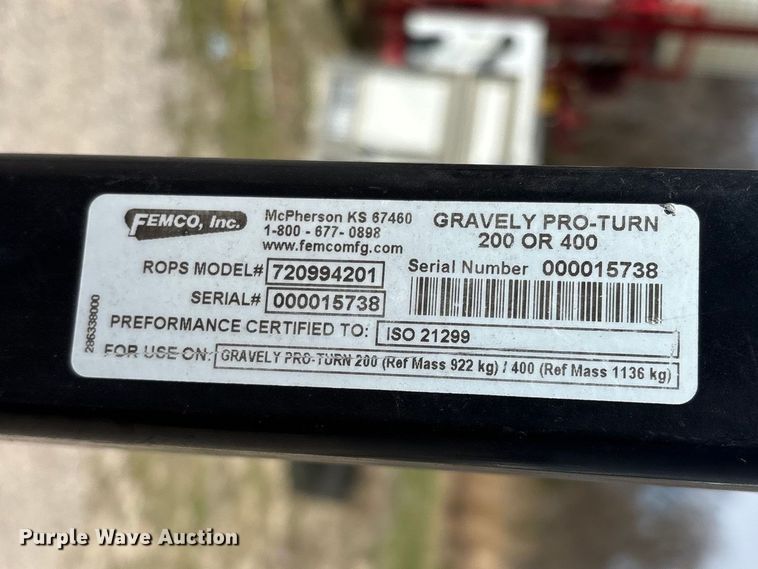 FEMCO, Inc.
McPherson KS 67460
1-800 - 677- 0898
www.femcomfg.com
GRAVELY PRO-TURN
200 OR 400
ROPS MODEL# 720994201
Serial Number 000015738
SERIAL# 000015738
PREFORMANCE CERTIFIED TO: ISO 21299
FOR USE ON: GRAVELY PRO-TURN 200 (Ref Mass 922 kg) / 400 (Ref Mass 1136 kg)
286338000
Purple Wave Auction